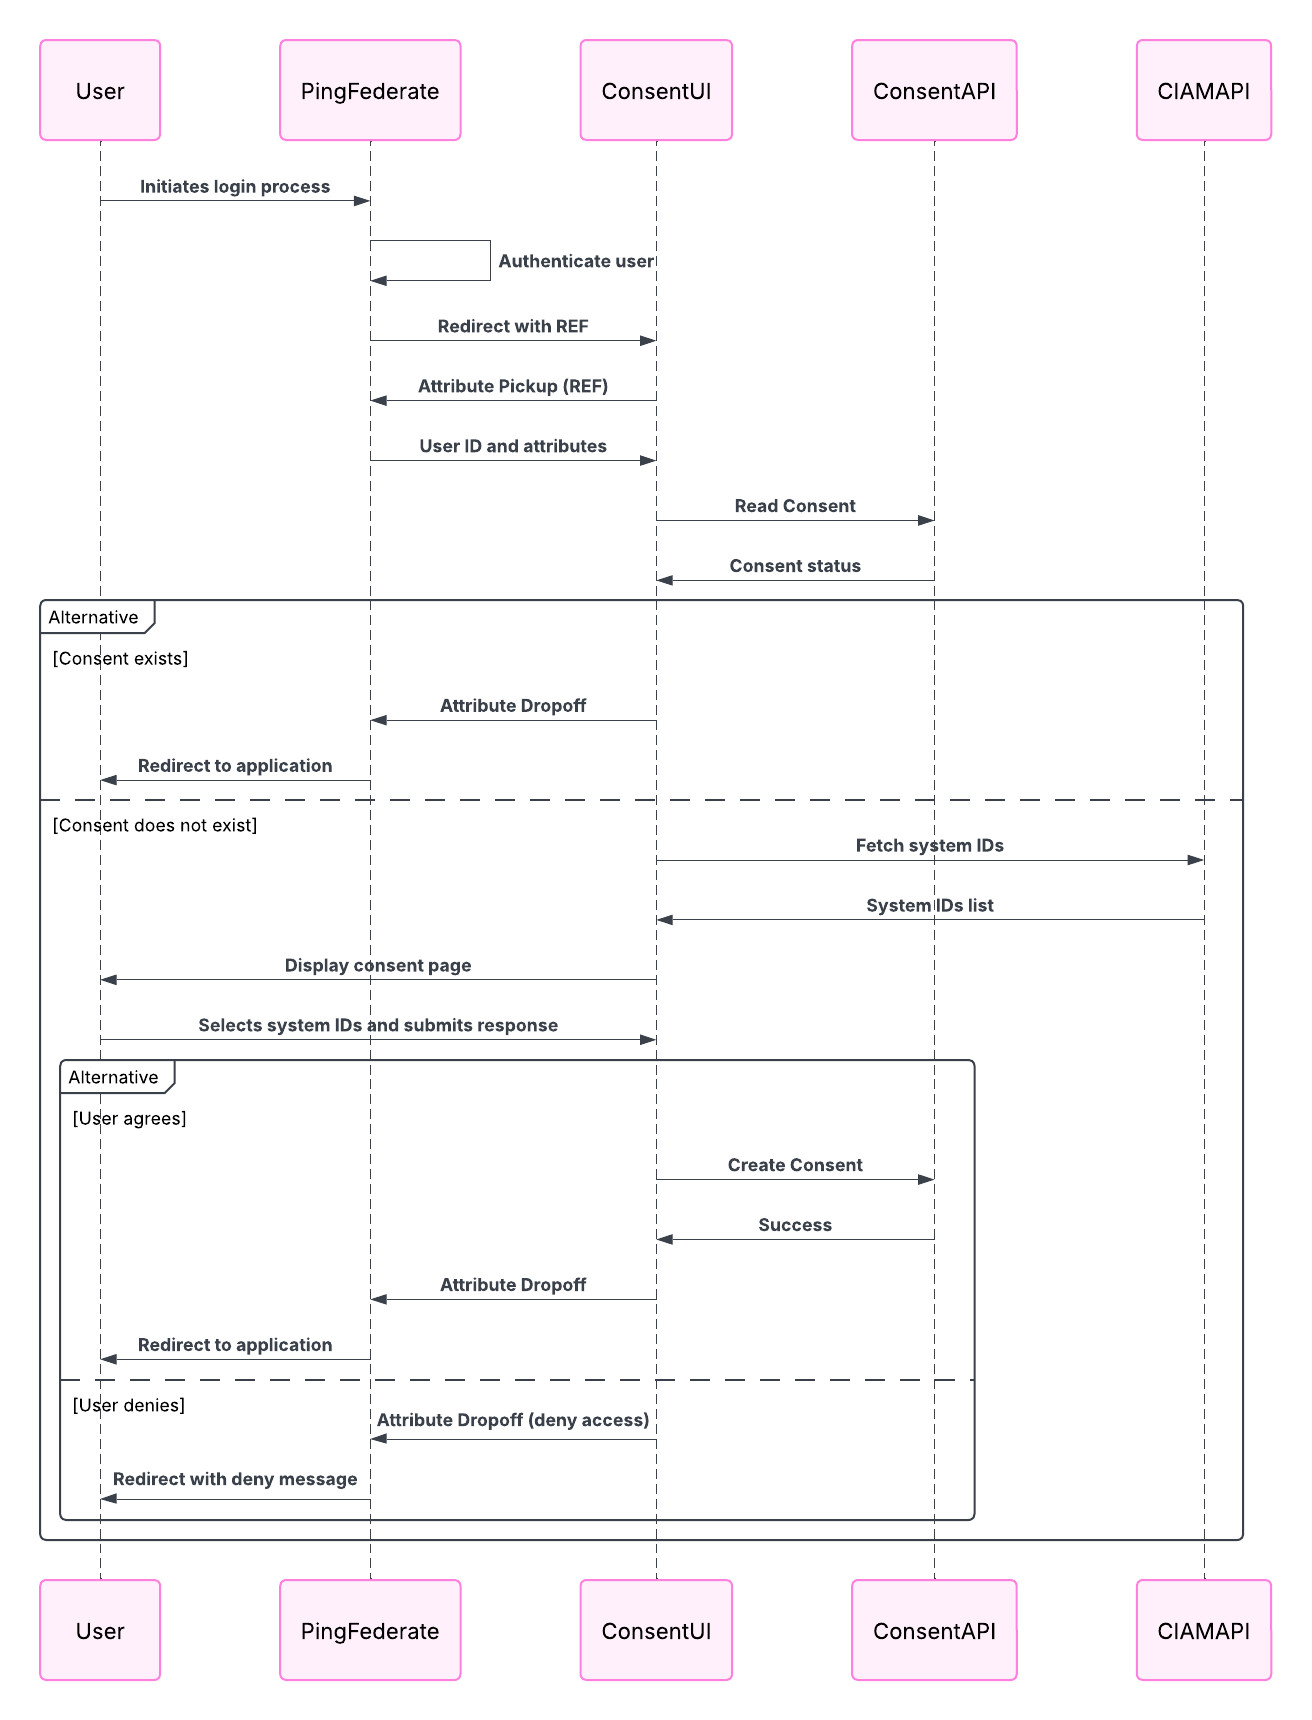 User
PingFederate
ConsentUI
ConsentAPI
CIAMAPI
Initiates login process
Authenticate user
Redirect with REF
Attribute Pickup (REF)
User ID and attributes
Read Consent
Consent status
Alternative
[Consent exists]
Attribute Dropoff
Redirect to application
[Consent does not exist]
Fetch system IDs
System IDs list
Display consent page
Selects system IDs and submits response
Alternative
[User agrees]
Create Consent
Success
Attribute Dropoff
Redirect to application
[User denies]
Attribute Dropoff (deny access)
Redirect with deny message
User
PingFederate
ConsentUI
ConsentAPI
CIAMAPI